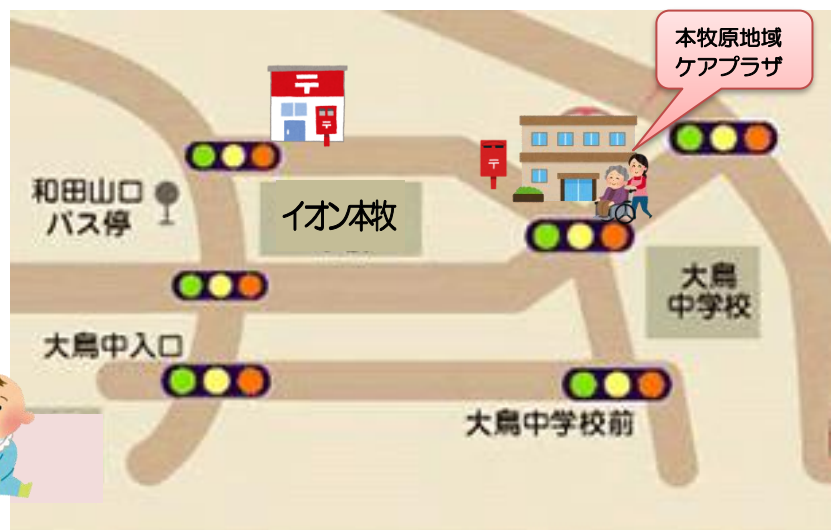 本牧原地域
ケアプラザ
〒
〒
〒
和田山口
バス停
イオン本牧
大鳥
中学校
大鳥中入口
大鳥中学校前